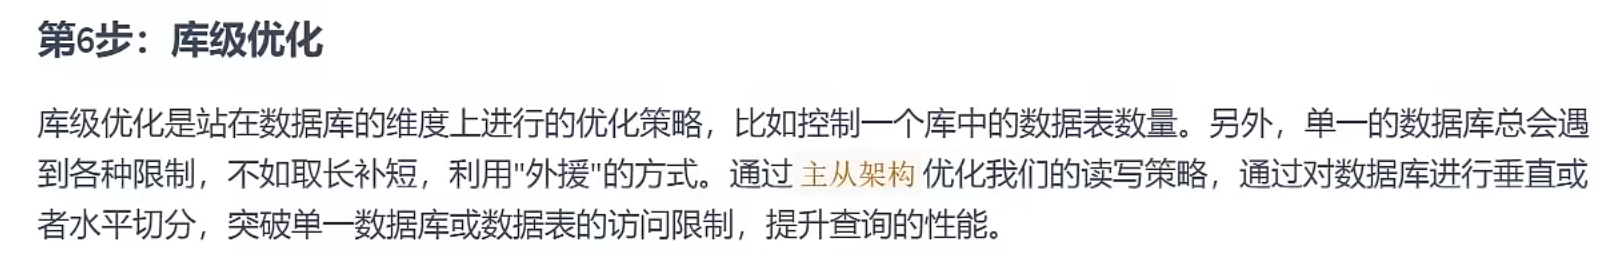 第6步：库级优化
库级优化是站在数据库的维度上进行的优化策略，比如控制一个库中的数据表数量。另外，单一的数据库总会遇
到各种限制，不如取长补短，利用"外援"的方式。通过 主从架构 优化我们的读写策略，通过对数据库进行垂直或
者水平切分，突破单一数据库或数据表的访问限制，提升查询的性能。